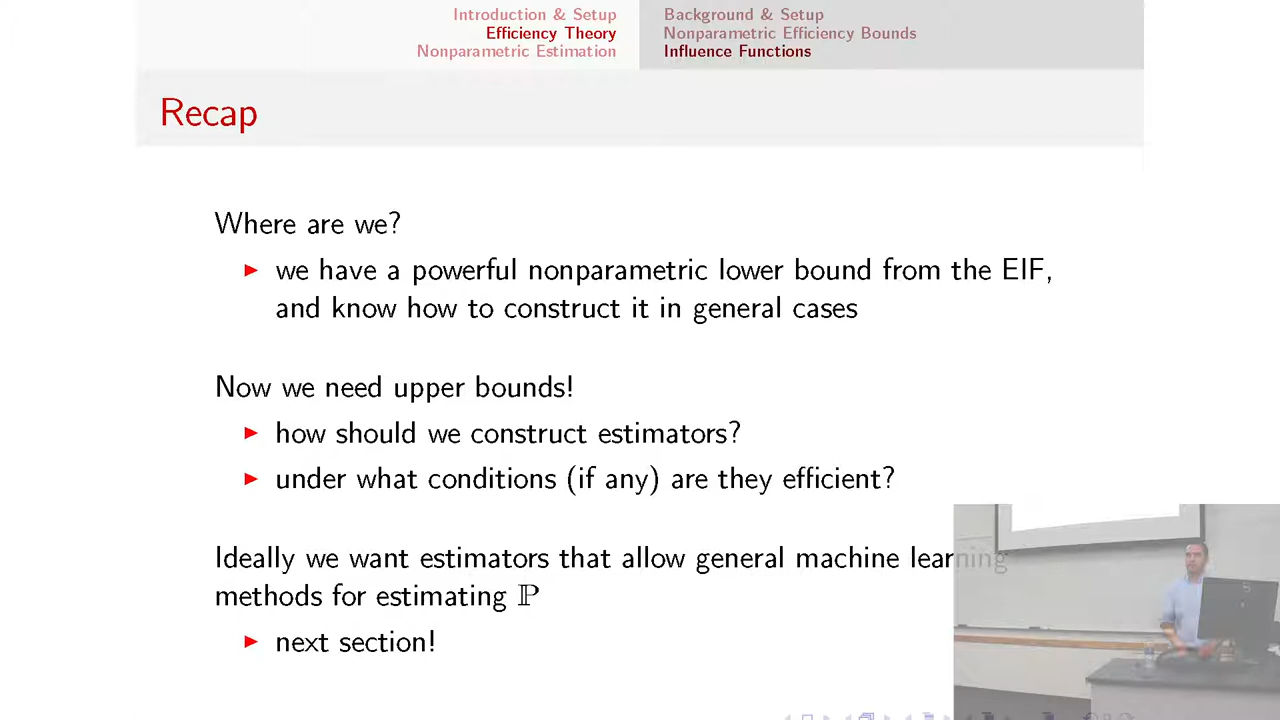 Introduction & Setup
Efficiency Theory
Nonparametric Estimation
Background & Setup
Nonparametric Efficiency Bounds
Influence Functions
Recap
Where are we?
we have a powerful nonparametric lower bound from the EIF,
and know how to construct it in general cases
Now we need upper bounds!
how should we construct estimators?
under what conditions (if any) are they efficient?
Ideally we want estimators that allow general machine learning
methods for estimating ℙ
next section!